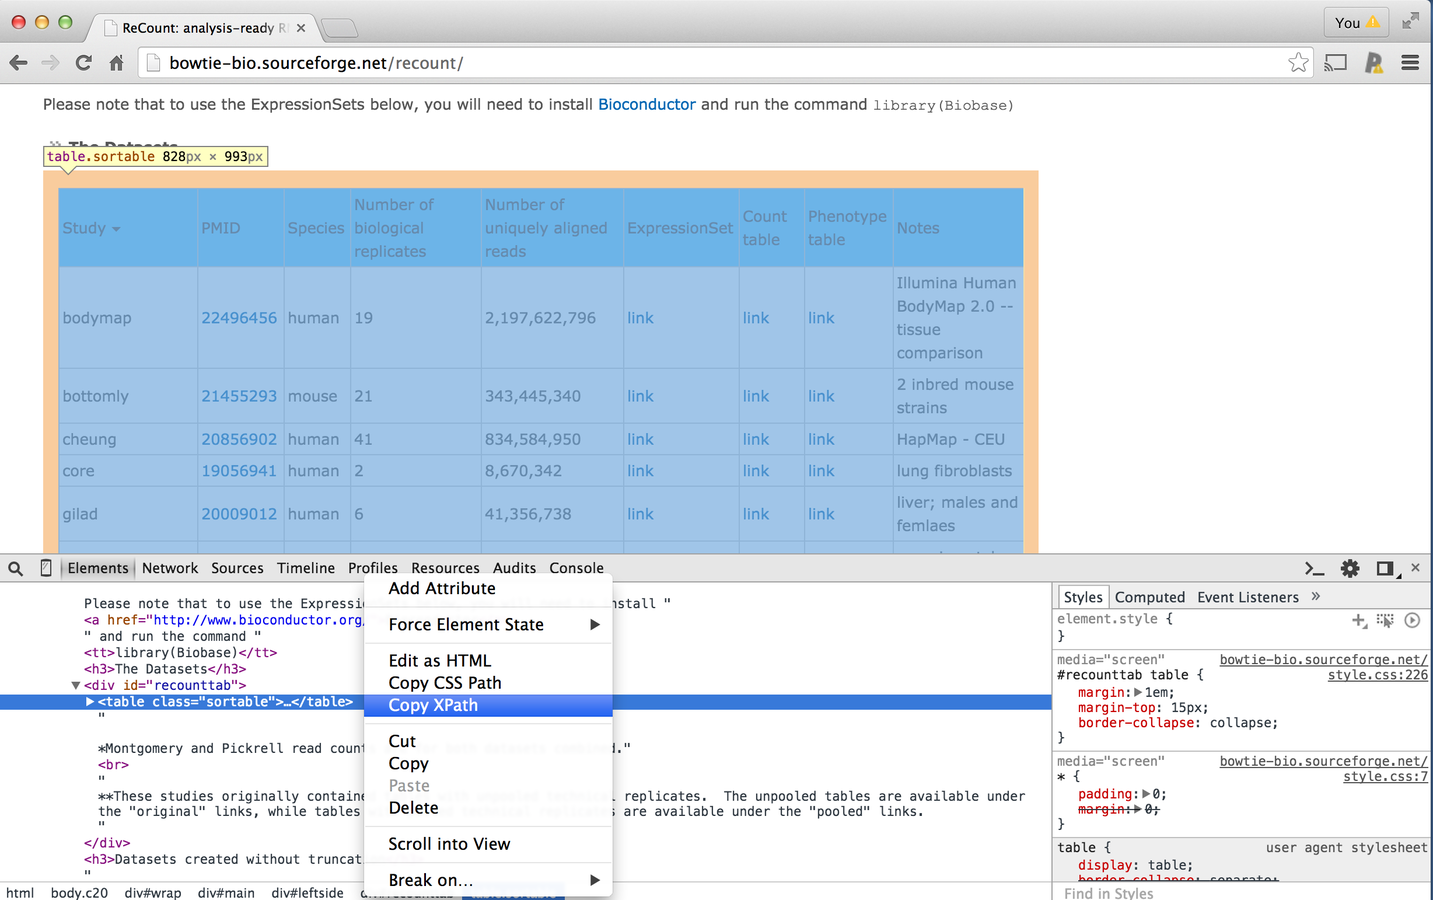 ReCount: analysis-ready R
You
bowtie-bio.sourceforge.net/recount/
Please note that to use the ExpressionSets below, you will need to install Bioconductor and run the command library(Biobase)
The Datasets
table.sortable 828px × 993px
Study PMID Species Number of biological replicates Number of uniquely aligned reads ExpressionSet Count table Phenotype table Notes
bodymap 22496456 human 19 2,197,622,796 link link link Illumina Human BodyMap 2.0 -- tissue comparison
bottomly 21455293 mouse 21 343,445,340 link link link 2 inbred mouse strains
cheung 20856902 human 41 834,584,950 link link link HapMap - CEU
core 19056941 human 2 8,670,342 link link link lung fibroblasts
gilad 20009012 human 6 41,356,738 link link link liver; males and femlaes
Elements Network Sources Timeline Profiles Resources Audits Console
Please note that to use the Expressi
nstall "
<a href="http://www.bioconductor.org
" and run the command "
<tt>library(Biobase)</tt>
<h3>The Datasets</h3>
▼<div id="recounttab">
▶<table class="sortable">…</table>
"
*Montgomery and Pickrell read coun
."
<br>
"
**These studies originally contain
replicates. The unpooled tables are available under
the "original" links, while tables
are available under the "pooled" links.
"
</div>
<h3>Datasets created without truncat
"
Add Attribute
Force Element State ▶
Edit as HTML
Copy CSS Path
Copy XPath
Cut
Copy
Paste
Delete
Scroll into View
Break on... ▶
html body.c20 div#wrap div#main div#leftside
Styles Computed Event Listeners »
element.style {
}
media="screen" bowtie-bio.sourceforge.net/
#recounttab table { style.css:226
margin:▶1em;
margin-top: 15px;
border-collapse: collapse;
}
media="screen" bowtie-bio.sourceforge.net/
* { style.css:7
padding:▶0;
margin:▶0;
}
table { user agent stylesheet
display: table;
border-collapse: separate;
Find in Styles